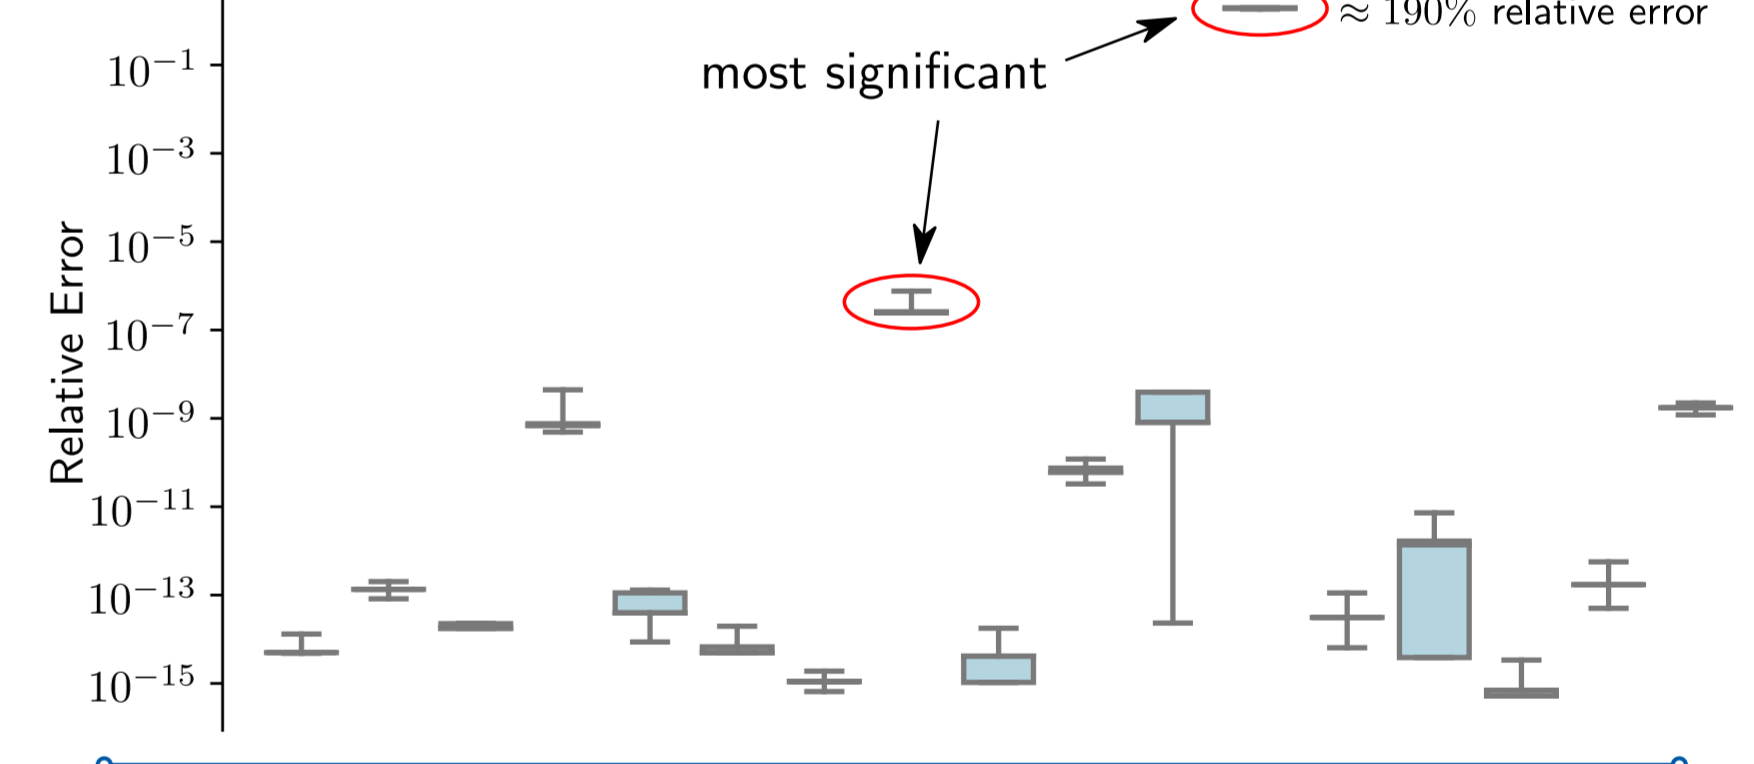 ≈ 190% relative error
most significant
Relative Error
10⁻¹
10⁻³
10⁻⁵
10⁻⁷
10⁻⁹
10⁻¹¹
10⁻¹³
10⁻¹⁵